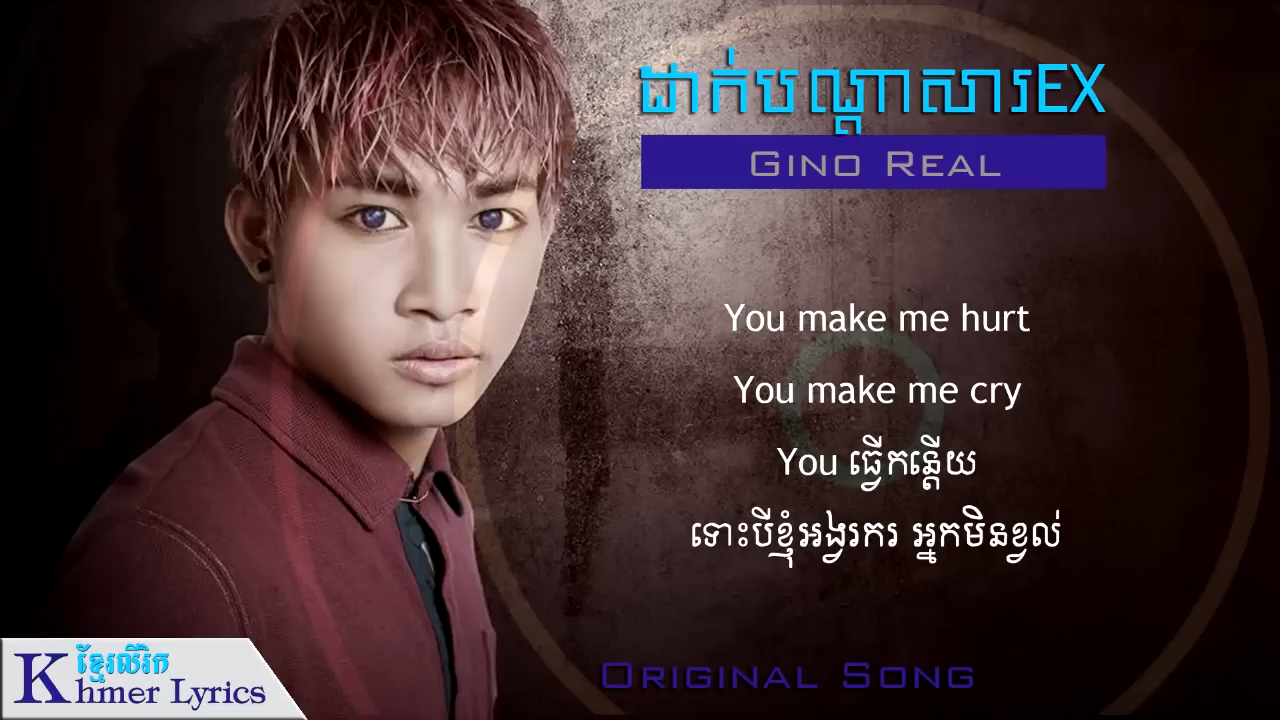 ដាក់បណ្ដាសារEX
Gino Real
You make me hurt
You make me cry
You ធ្វើកន្តើយ
ទោះបីខ្ញុំអង្វរករ អ្នកមិនខ្វល់
Original Song
ខ្មែរលីរិក
Khmer Lyrics